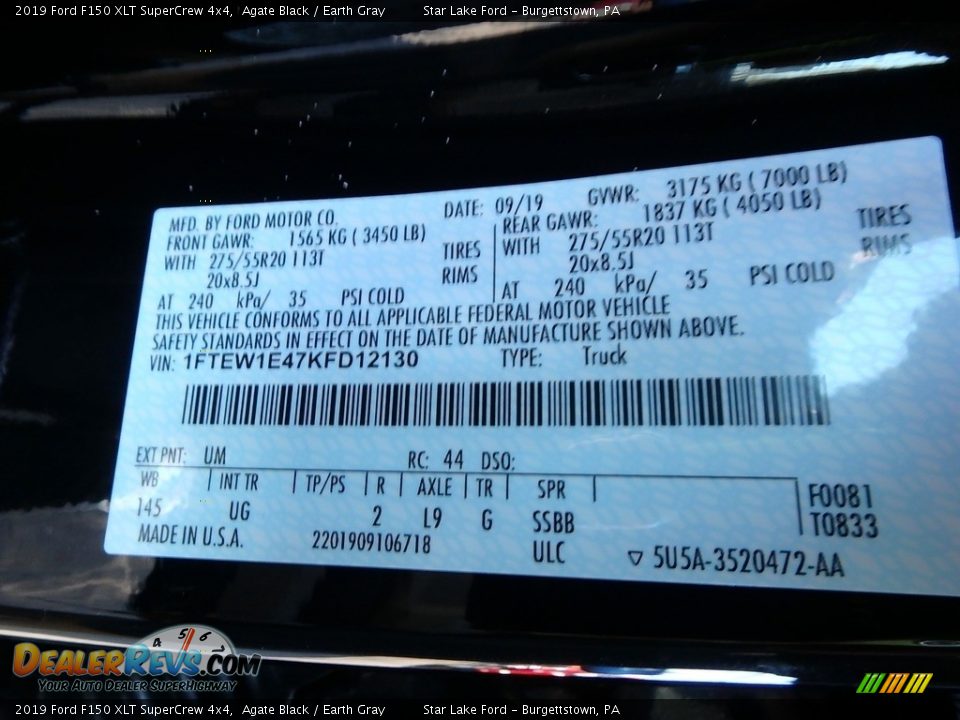 2019 Ford F150 XLT SuperCrew 4x4, Agate Black / Earth Gray Star Lake Ford - Burgettstown, PA
MFD. BY FORD MOTOR CO. DATE: 09/19 GVWR: 3175 KG ( 7000 LB)
FRONT GAWR: 1565 KG ( 3450 LB) REAR GAWR: 1837 KG ( 4050 LB)
WITH 275/55R20 113T TIRES WITH 275/55R20 113T TIRES
20x8.5J RIMS 20x8.5J RIMS
AT 240 kPa/ 35 PSI COLD AT 240 kPa/ 35 PSI COLD
THIS VEHICLE CONFORMS TO ALL APPLICABLE FEDERAL MOTOR VEHICLE
SAFETY STANDARDS IN EFFECT ON THE DATE OF MANUFACTURE SHOWN ABOVE.
VIN: 1FTEW1E47KFD12130 TYPE: Truck
EXT PNT: UM RC: 44 DSO:
WB INT TR TP/PS R AXLE TR SPR F0081
145 UG 2 L9 G SSBB T0833
MADE IN U.S.A. 2201909106718 ULC ▽ 5U5A-3520472-AA
4 5 6
DEALERREVS.COM
YOUR AUTO DEALER SUPERHIGHWAY
2019 Ford F150 XLT SuperCrew 4x4, Agate Black / Earth Gray Star Lake Ford - Burgettstown, PA